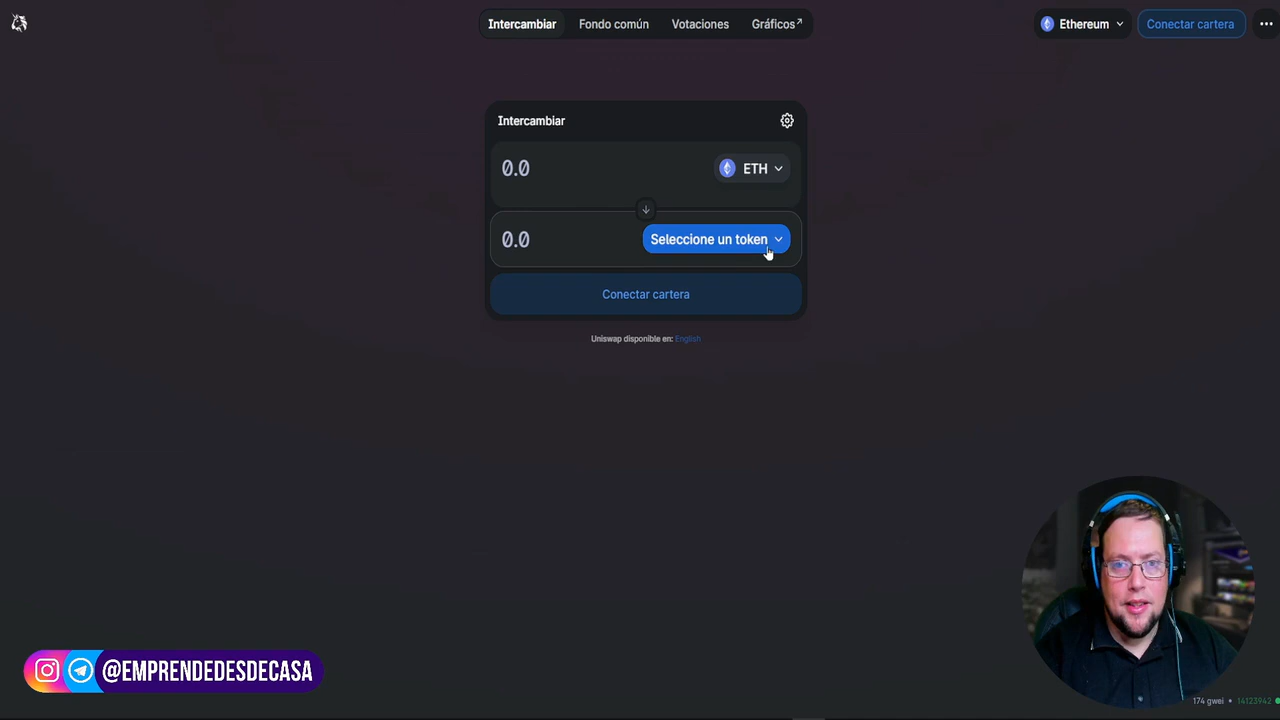 Intercambiar
Fondo común
Votaciones
Gráficos↗
Ethereum
Conectar cartera
Intercambiar
0.0
ETH
0.0
Seleccione un token
Conectar cartera
Uniswap disponible en: English
@EMPRENDEDESDECASA
174 gwei • 14123942